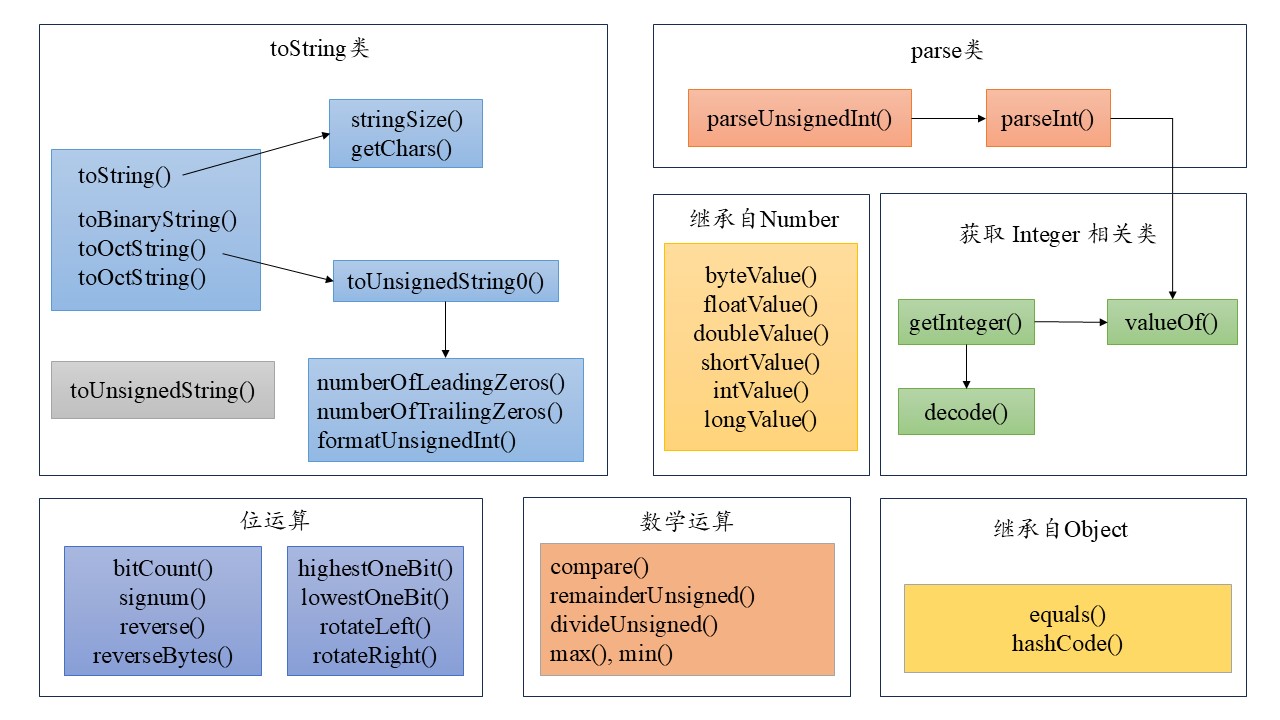 toString类
stringSize()
getChars()
toString()
toBinaryString()
toOctString()
toOctString()
toUnsignedString0()
toUnsignedString()
numberOfLeadingZeros()
numberOfTrailingZeros()
formatUnsignedInt()
parse类
parseUnsignedInt()
parseInt()
继承自Number
byteValue()
floatValue()
doubleValue()
shortValue()
intValue()
longValue()
获取 Integer 相关类
getInteger()
valueOf()
decode()
位运算
bitCount()
signum()
reverse()
reverseBytes()
highestOneBit()
lowestOneBit()
rotateLeft()
rotateRight()
数学运算
compare()
remainderUnsigned()
divideUnsigned()
max(), min()
继承自Object
equals()
hashCode()